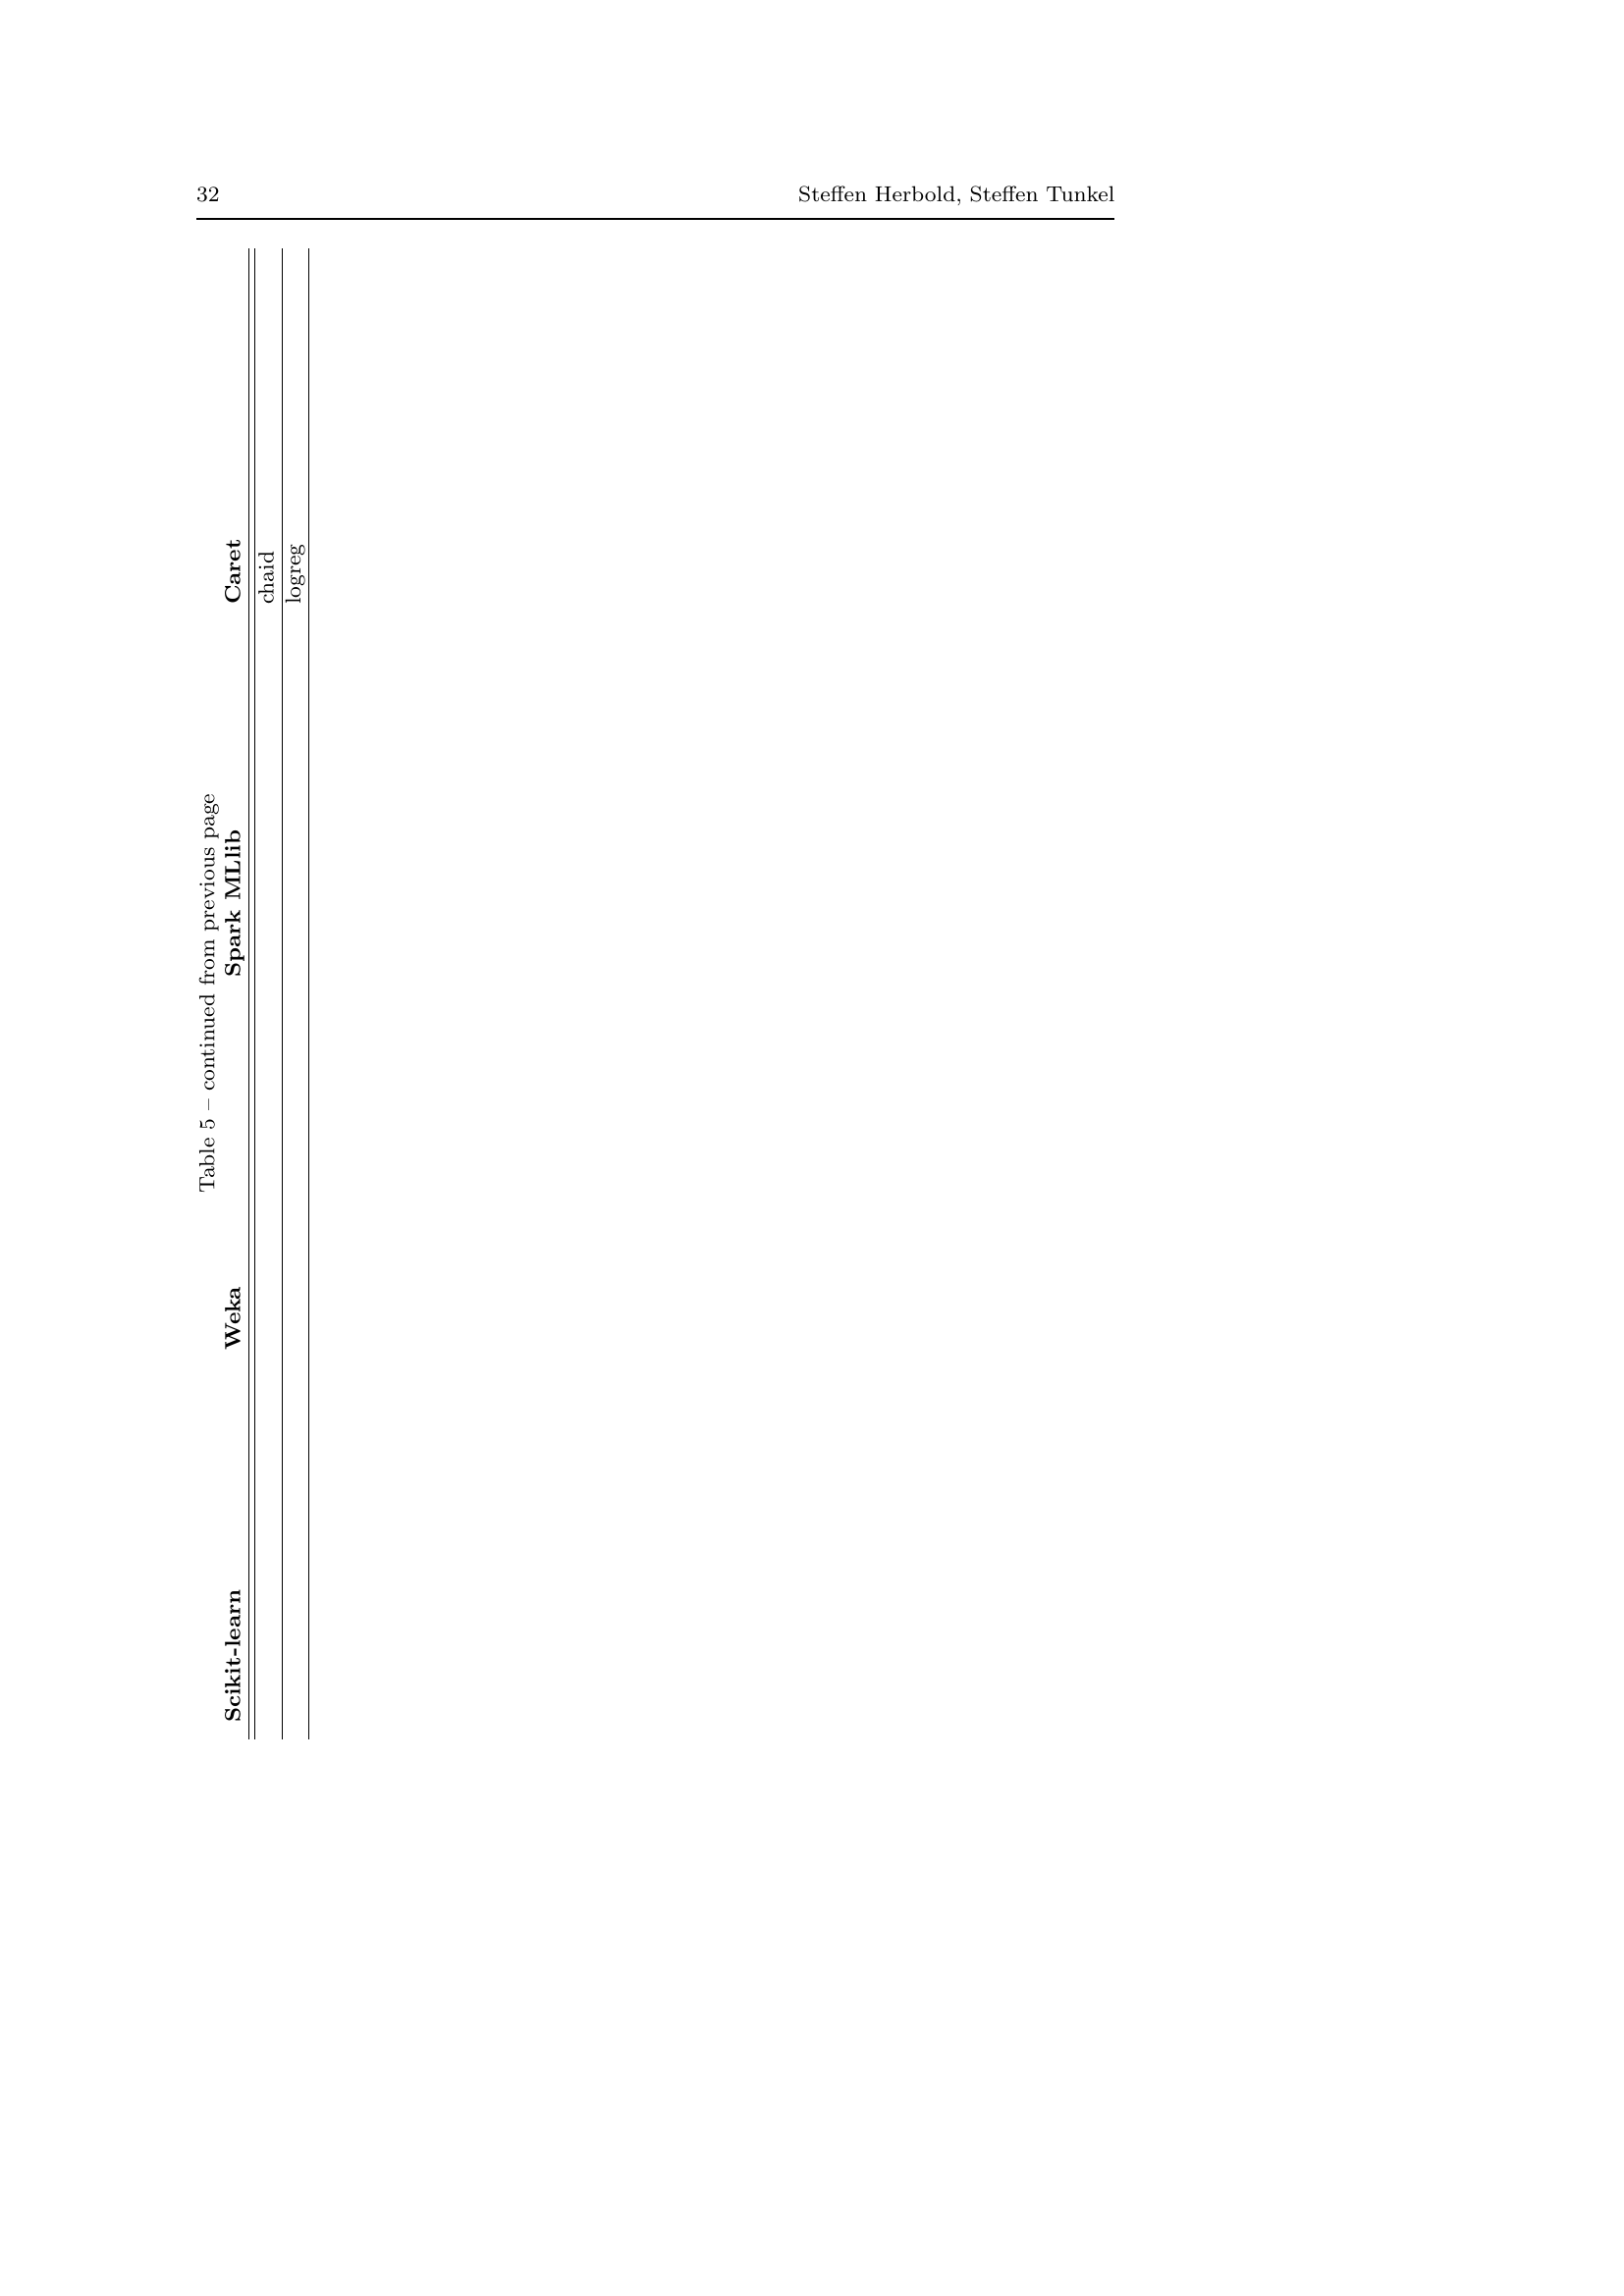 32 Steffen Herbold, Steffen Tunkel
Table 5 – continued from previous page
Scikit-learn Weka Spark MLlib Caret
chaid
logreg